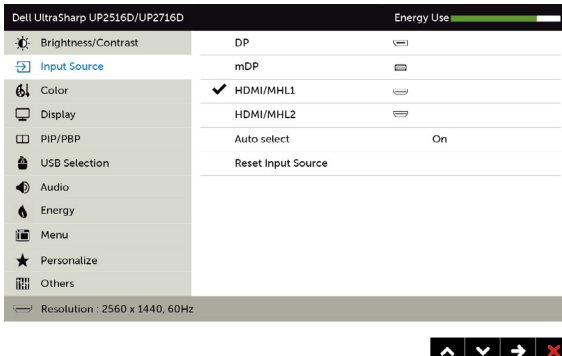 Dell UltraSharp UP2516D/UP2716D Energy Use
Brightness/Contrast
DP
Input Source
mDP
Color
HDMI/MHL1
Display
HDMI/MHL2
PIP/PBP
Auto select On
USB Selection
Reset Input Source
Audio
Energy
Menu
Personalize
Others
Resolution : 2560 x 1440, 60Hz